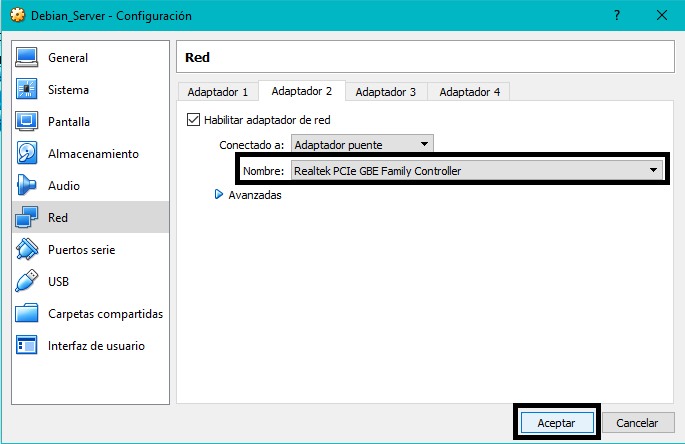 Debian_Server - Configuración
?
General
Sistema
Pantalla
Almacenamiento
Audio
Red
Puertos serie
USB
Carpetas compartidas
Interfaz de usuario
Red
Adaptador 1 Adaptador 2 Adaptador 3 Adaptador 4
Habilitar adaptador de red
Conectado a: Adaptador puente
Nombre: Realtek PCIe GBE Family Controller
Avanzadas
Aceptar Cancelar